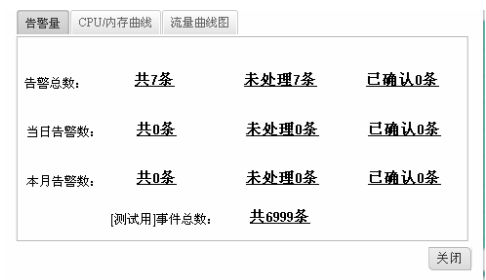 告警量 CPU/内存曲线 流量曲线图
告警总数： 共7条 未处理7条 已确认0条
当日告警数： 共0条 未处理0条 已确认0条
本月告警数： 共0条 未处理0条 已确认0条
[测试用]事件总数： 共6999条
关闭